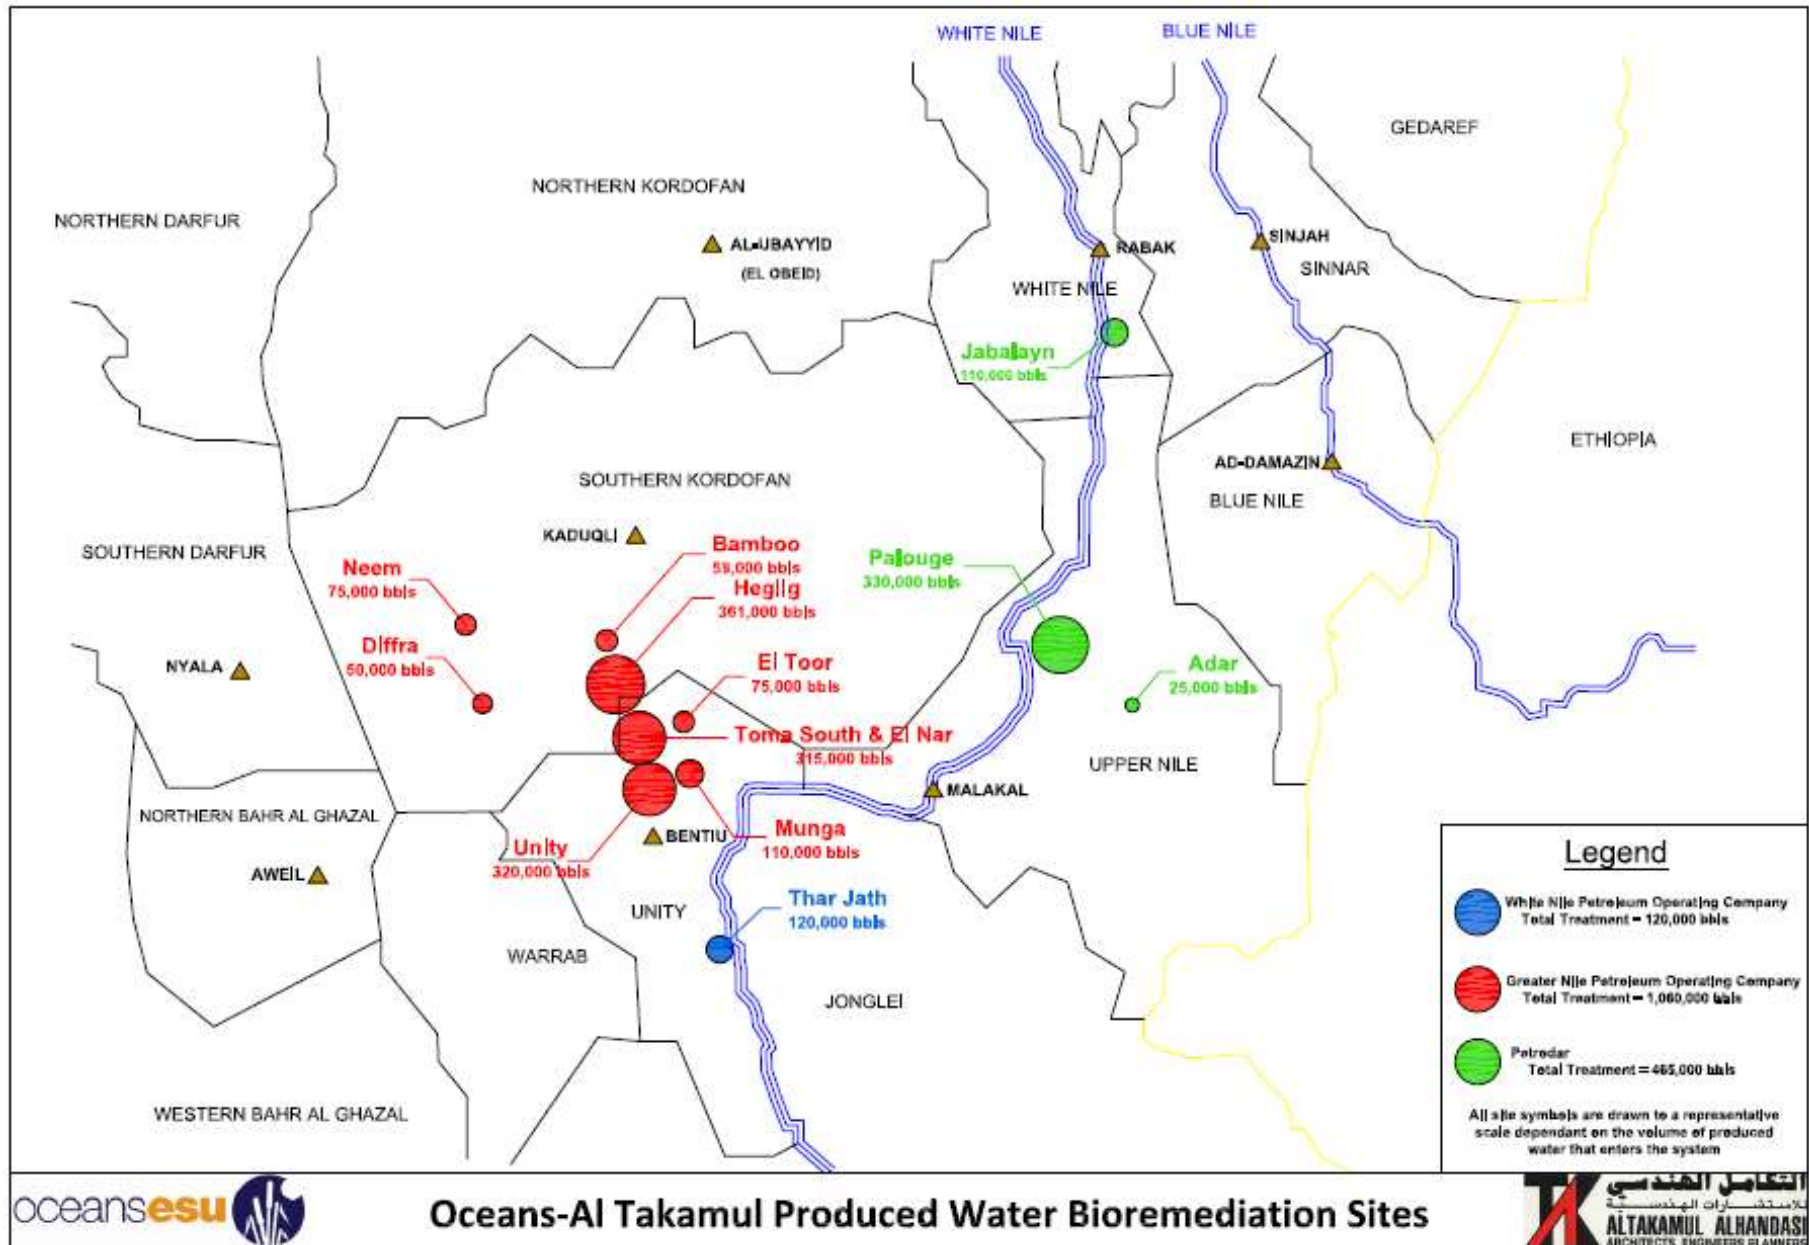 WHITE NILE
BLUE NILE
GEDAREF
NORTHERN KORDOFAN
NORTHERN DARFUR
AL-UBAYYID
(EL OBEID)
RABAK
SINJAH
SINNAR
WHITE NILE
Jabalayn
110,000 bbls
ETHIOPIA
AD-DAMAZIN
BLUE NILE
SOUTHERN KORDOFAN
KADUQLI
SOUTHERN DARFUR
Neem
75,000 bbls
Bamboo
59,000 bbls
Heglig
361,000 bbls
Palouge
330,000 bbls
Diffra
50,000 bbls
NYALA
El Toor
75,000 bbls
Adar
25,000 bbls
Toma South & El Nar
315,000 bbls
UPPER NILE
MALAKAL
NORTHERN BAHR AL GHAZAL
Unity
320,000 bbls
BENTIU
Munga
110,000 bbls
AWEIL
UNITY
Thar Jath
120,000 bbls
WARRAB
JONGLEI
WESTERN BAHR AL GHAZAL
Legend
White Nile Petroleum Operating Company
Total Treatment = 120,000 bbls
Greater Nile Petroleum Operating Company
Total Treatment = 1,060,000 bbls
Petrodar
Total Treatment = 465,000 bbls
All site symbols are drawn to a representative
scale dependant on the volume of produced
water that enters the system
oceansesu
Oceans-Al Takamul Produced Water Bioremediation Sites
التكامل الهندسي
للاستشارات الهندسية
ALTAKAMUL ALHANDASI
ARCHITECTS, ENGINEERS PLANNERS